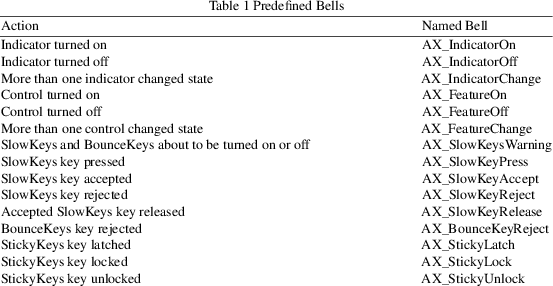 Table 1 Predefined Bells
Action Named Bell
Indicator turned on AX_IndicatorOn
Indicator turned off AX_IndicatorOff
More than one indicator changed state AX_IndicatorChange
Control turned on AX_FeatureOn
Control turned off AX_FeatureOff
More than one control changed state AX_FeatureChange
SlowKeys and BounceKeys about to be turned on or off AX_SlowKeysWarning
SlowKeys key pressed AX_SlowKeyPress
SlowKeys key accepted AX_SlowKeyAccept
SlowKeys key rejected AX_SlowKeyReject
Accepted SlowKeys key released AX_SlowKeyRelease
BounceKeys key rejected AX_BounceKeyReject
StickyKeys key latched AX_StickyLatch
StickyKeys key locked AX_StickyLock
StickyKeys key unlocked AX_StickyUnlock